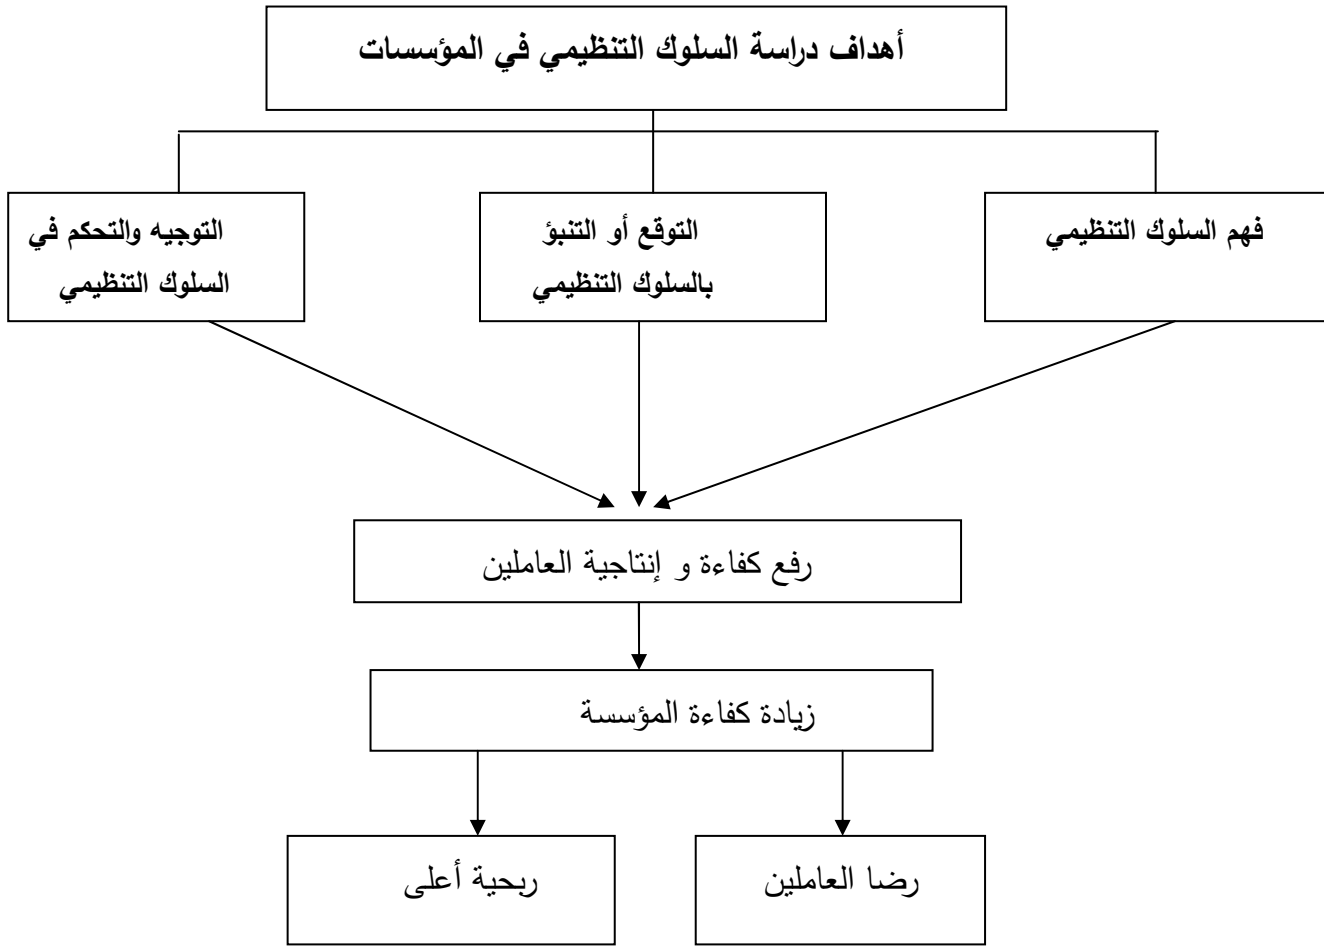 أهداف دراسة السلوك التنظيمي في المؤسسات
فهم السلوك التنظيمي
التوقع أو التنبؤ
بالسلوك التنظيمي
التوجيه والتحكم في
السلوك التنظيمي
رفع كفاءة و إنتاجية العاملين
زيادة كفاءة المؤسسة
رضا العاملين
ربحية أعلى